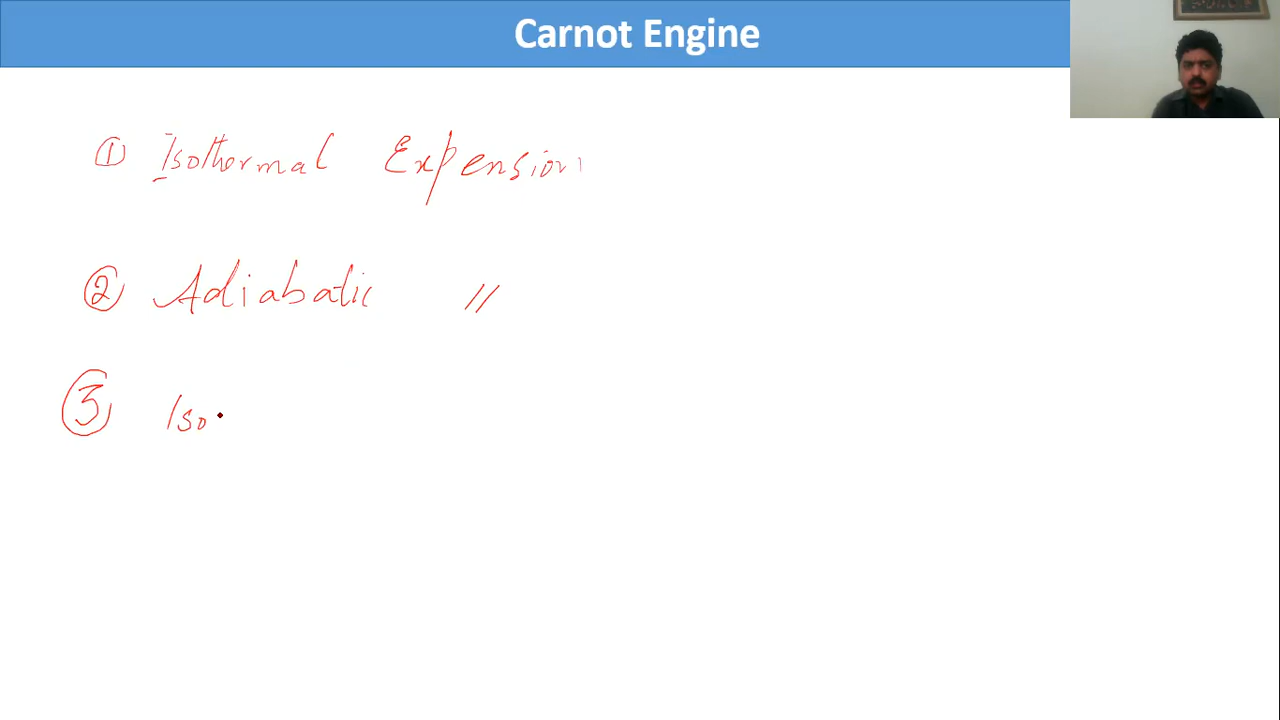 Carnot Engine
① Isothermal Expension
② Adiabatic //
③ Iso